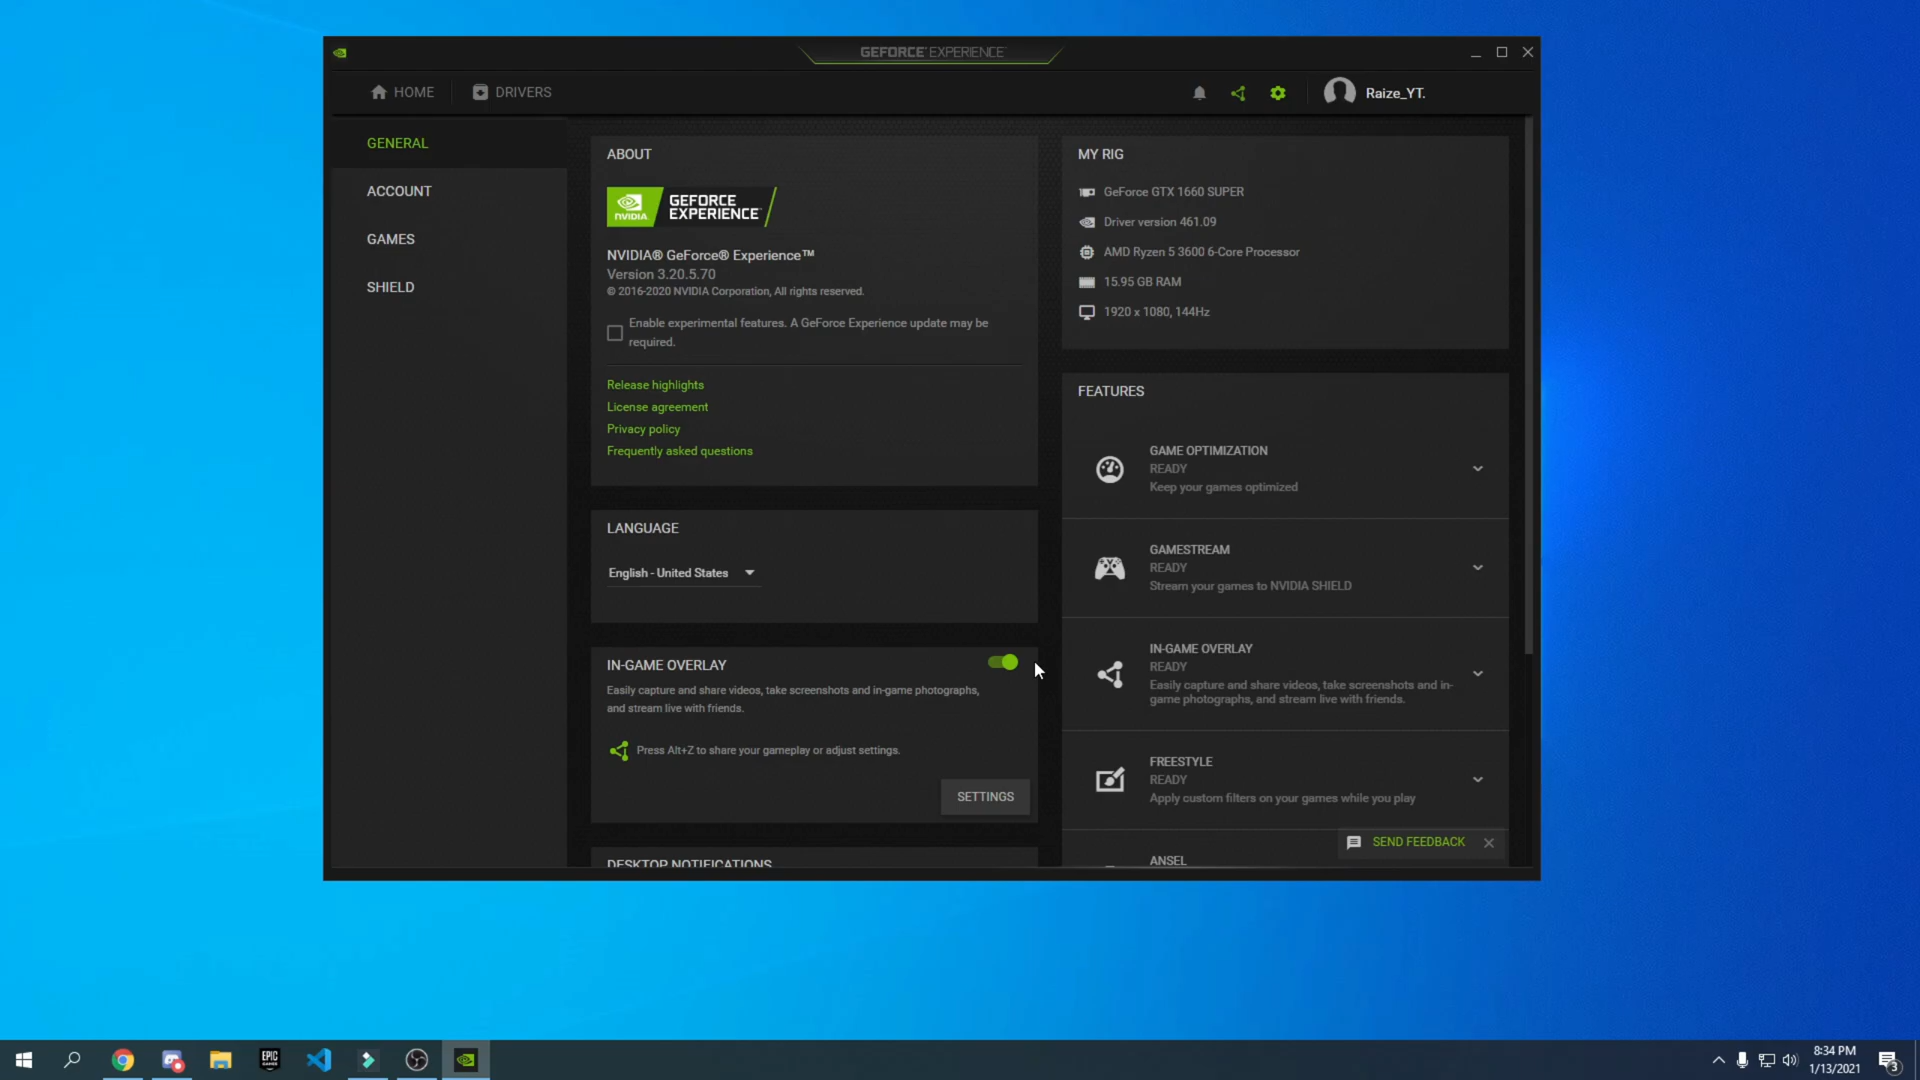 GEFORCE EXPERIENCE
HOME
DRIVERS
Raize_YT.
GENERAL
ACCOUNT
GAMES
SHIELD
ABOUT
NVIDIA
GEFORCE
EXPERIENCE
NVIDIA® GeForce® Experience™
Version 3.20.5.70
© 2016-2020 NVIDIA Corporation, All rights reserved.
Enable experimental features. A GeForce Experience update may be
required.
Release highlights
License agreement
Privacy policy
Frequently asked questions
LANGUAGE
English - United States
IN-GAME OVERLAY
Easily capture and share videos, take screenshots and in-game photographs,
and stream live with friends.
Press Alt+Z to share your gameplay or adjust settings.
SETTINGS
DESKTOP NOTIFICATIONS
MY RIG
GeForce GTX 1660 SUPER
Driver version 461.09
AMD Ryzen 5 3600 6-Core Processor
15.95 GB RAM
1920 x 1080, 144Hz
FEATURES
GAME OPTIMIZATION
READY
Keep your games optimized
GAMESTREAM
READY
Stream your games to NVIDIA SHIELD
IN-GAME OVERLAY
READY
Easily capture and share videos, take screenshots and in-
game photographs, and stream live with friends.
FREESTYLE
READY
Apply custom filters on your games while you play
SEND FEEDBACK
ANSEL
EPIC
GAMES
8:34 PM
1/13/2021
3